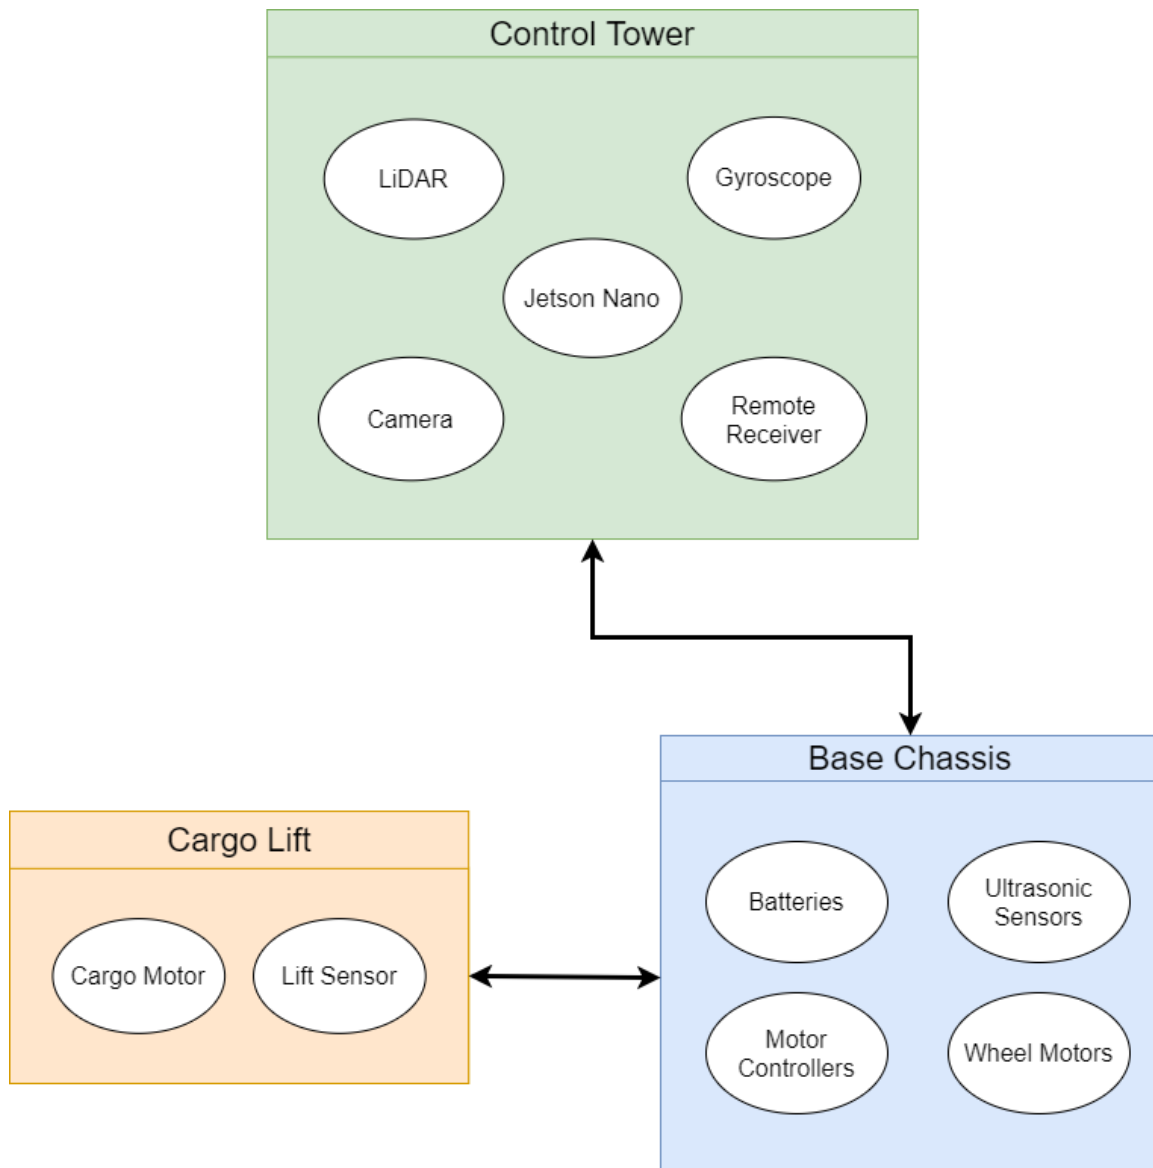 Control Tower
LiDAR
Gyroscope
Jetson Nano
Camera
Remote
Receiver
Base Chassis
Cargo Lift
Batteries
Ultrasonic
Sensors
Cargo Motor
Lift Sensor
Motor
Controllers
Wheel Motors